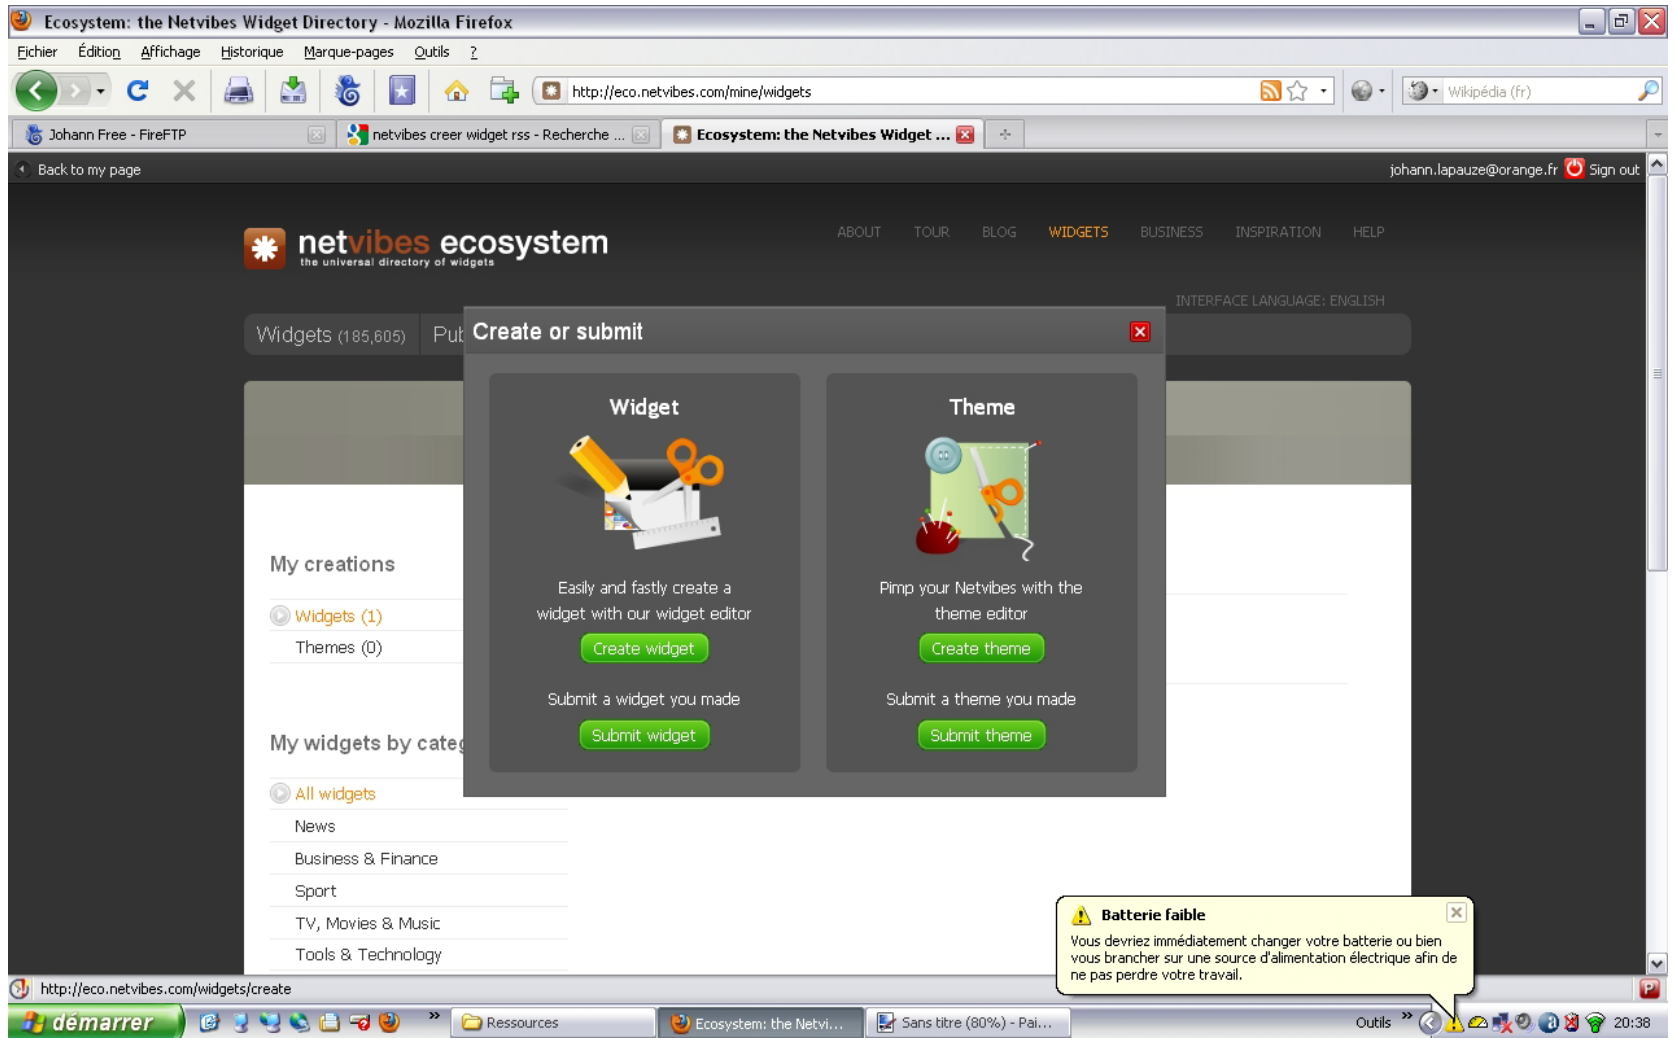 Ecosystem: the Netvibes Widget Directory - Mozilla Firefox
Fichier Édition Affichage Historique Marque-pages Outils ?
http://eco.netvibes.com/mine/widgets
Wikipédia (fr)
Johann Free - FireFTP
netvibes creer widget rss - Recherche ...
Ecosystem: the Netvibes Widget ...
Back to my page
johann.lapauze@orange.fr Sign out
netvibes ecosystem
the universal directory of widgets
ABOUT TOUR BLOG WIDGETS BUSINESS INSPIRATION HELP
INTERFACE LANGUAGE: ENGLISH
Widgets (185,605) Pub
Create or submit
Widget
Easily and fastly create a
widget with our widget editor
Create widget
Submit a widget you made
Submit widget
Theme
Pimp your Netvibes with the
theme editor
Create theme
Submit a theme you made
Submit theme
My creations
Widgets (1)
Themes (0)
My widgets by categ
All widgets
News
Business & Finance
Sport
TV, Movies & Music
Tools & Technology
Batterie faible
Vous devriez immédiatement changer votre batterie ou bien
vous brancher sur une source d'alimentation électrique afin de
ne pas perdre votre travail.
http://eco.netvibes.com/widgets/create
démarrer
Ressources
Ecosystem: the Netvi...
Sans titre (80%) - Pai...
Outils
20:38